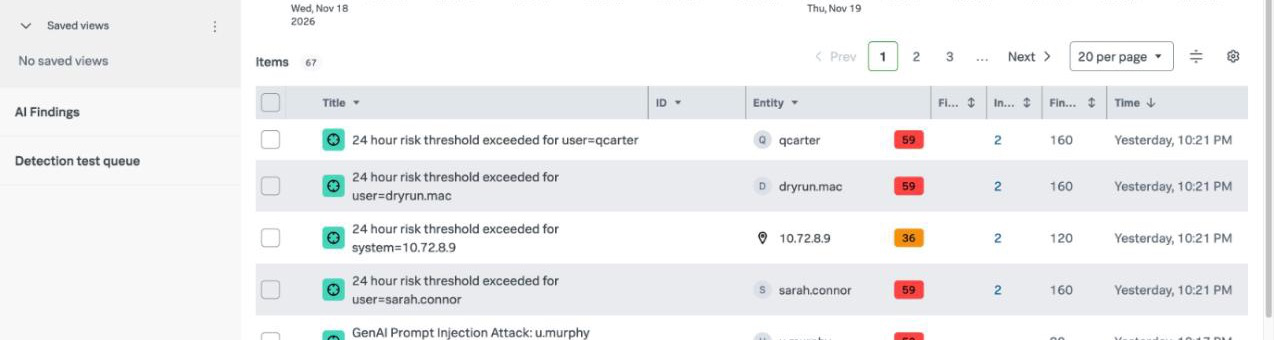 Saved views
No saved views
AI Findings
Detection test queue
Wed, Nov 18
2026
Thu, Nov 19
Items 67
Prev 1 2 3 ... Next 20 per page
Title ID Entity Fi... In... Fin... Time
24 hour risk threshold exceeded for user=qcarter Q qcarter 59 2 160 Yesterday, 10:21 PM
24 hour risk threshold exceeded for
user=dryrun.mac D dryrun.mac 59 2 160 Yesterday, 10:21 PM
24 hour risk threshold exceeded for
system=10.72.8.9 10.72.8.9 36 2 120 Yesterday, 10:21 PM
24 hour risk threshold exceeded for
user=sarah.connor S sarah.connor 59 2 160 Yesterday, 10:21 PM
GenAI Prompt Injection Attack: u.murphy